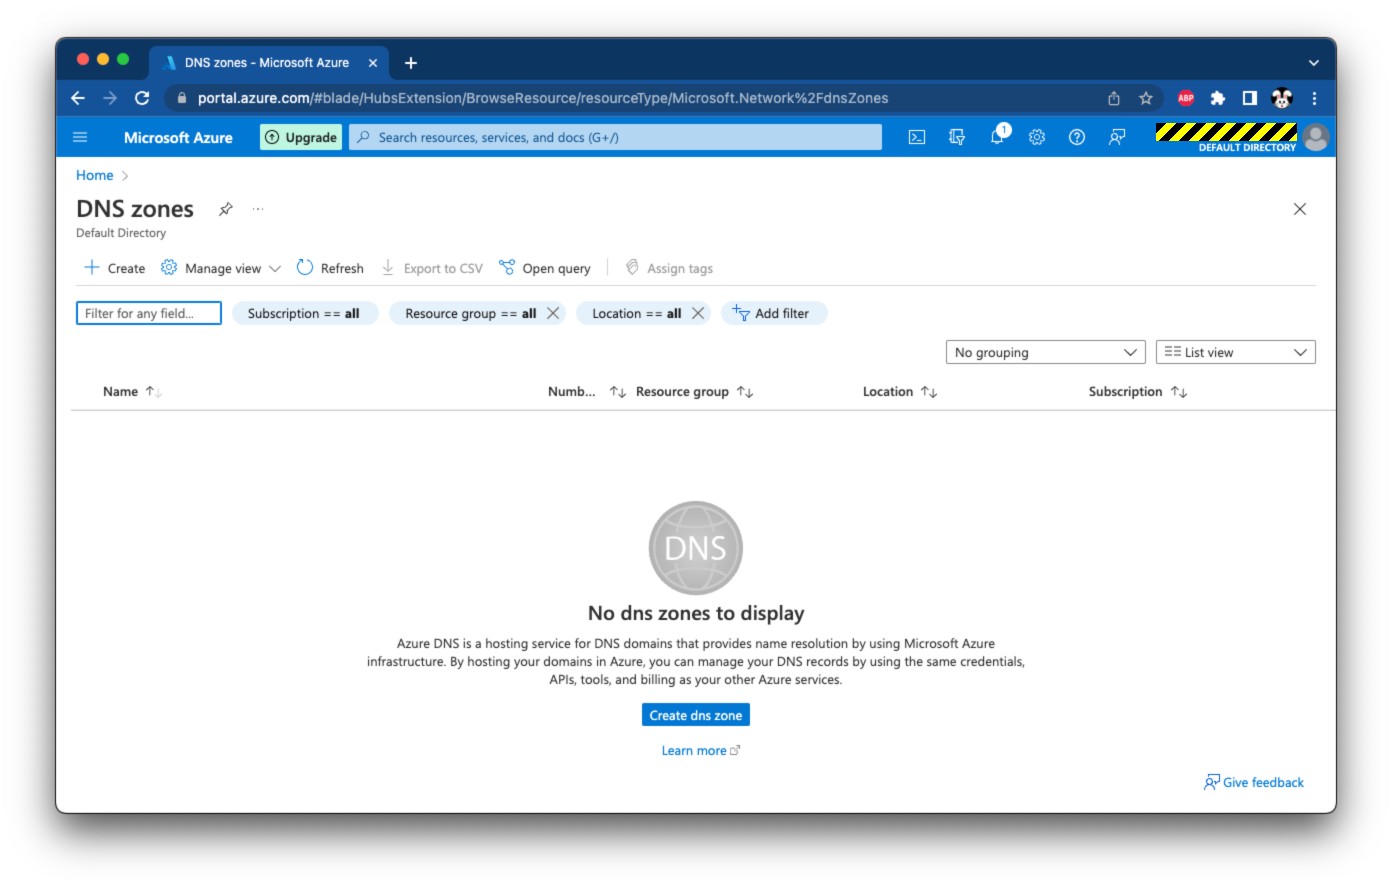 DNS zones - Microsoft Azure
portal.azure.com/#blade/HubsExtension/BrowseResource/resourceType/Microsoft.Network%2FdnsZones
ABP
Microsoft Azure
Upgrade
Search resources, services, and docs (G+/)
1
DEFAULT DIRECTORY
Home >
DNS zones
Default Directory
Create
Manage view
Refresh
Export to CSV
Open query
Assign tags
Filter for any field...
Subscription == all
Resource group == all
Location == all
Add filter
No grouping
List view
Name
Numb...
Resource group
Location
Subscription
DNS
No dns zones to display
Azure DNS is a hosting service for DNS domains that provides name resolution by using Microsoft Azure
infrastructure. By hosting your domains in Azure, you can manage your DNS records by using the same credentials,
APIs, tools, and billing as your other Azure services.
Create dns zone
Learn more
Give feedback